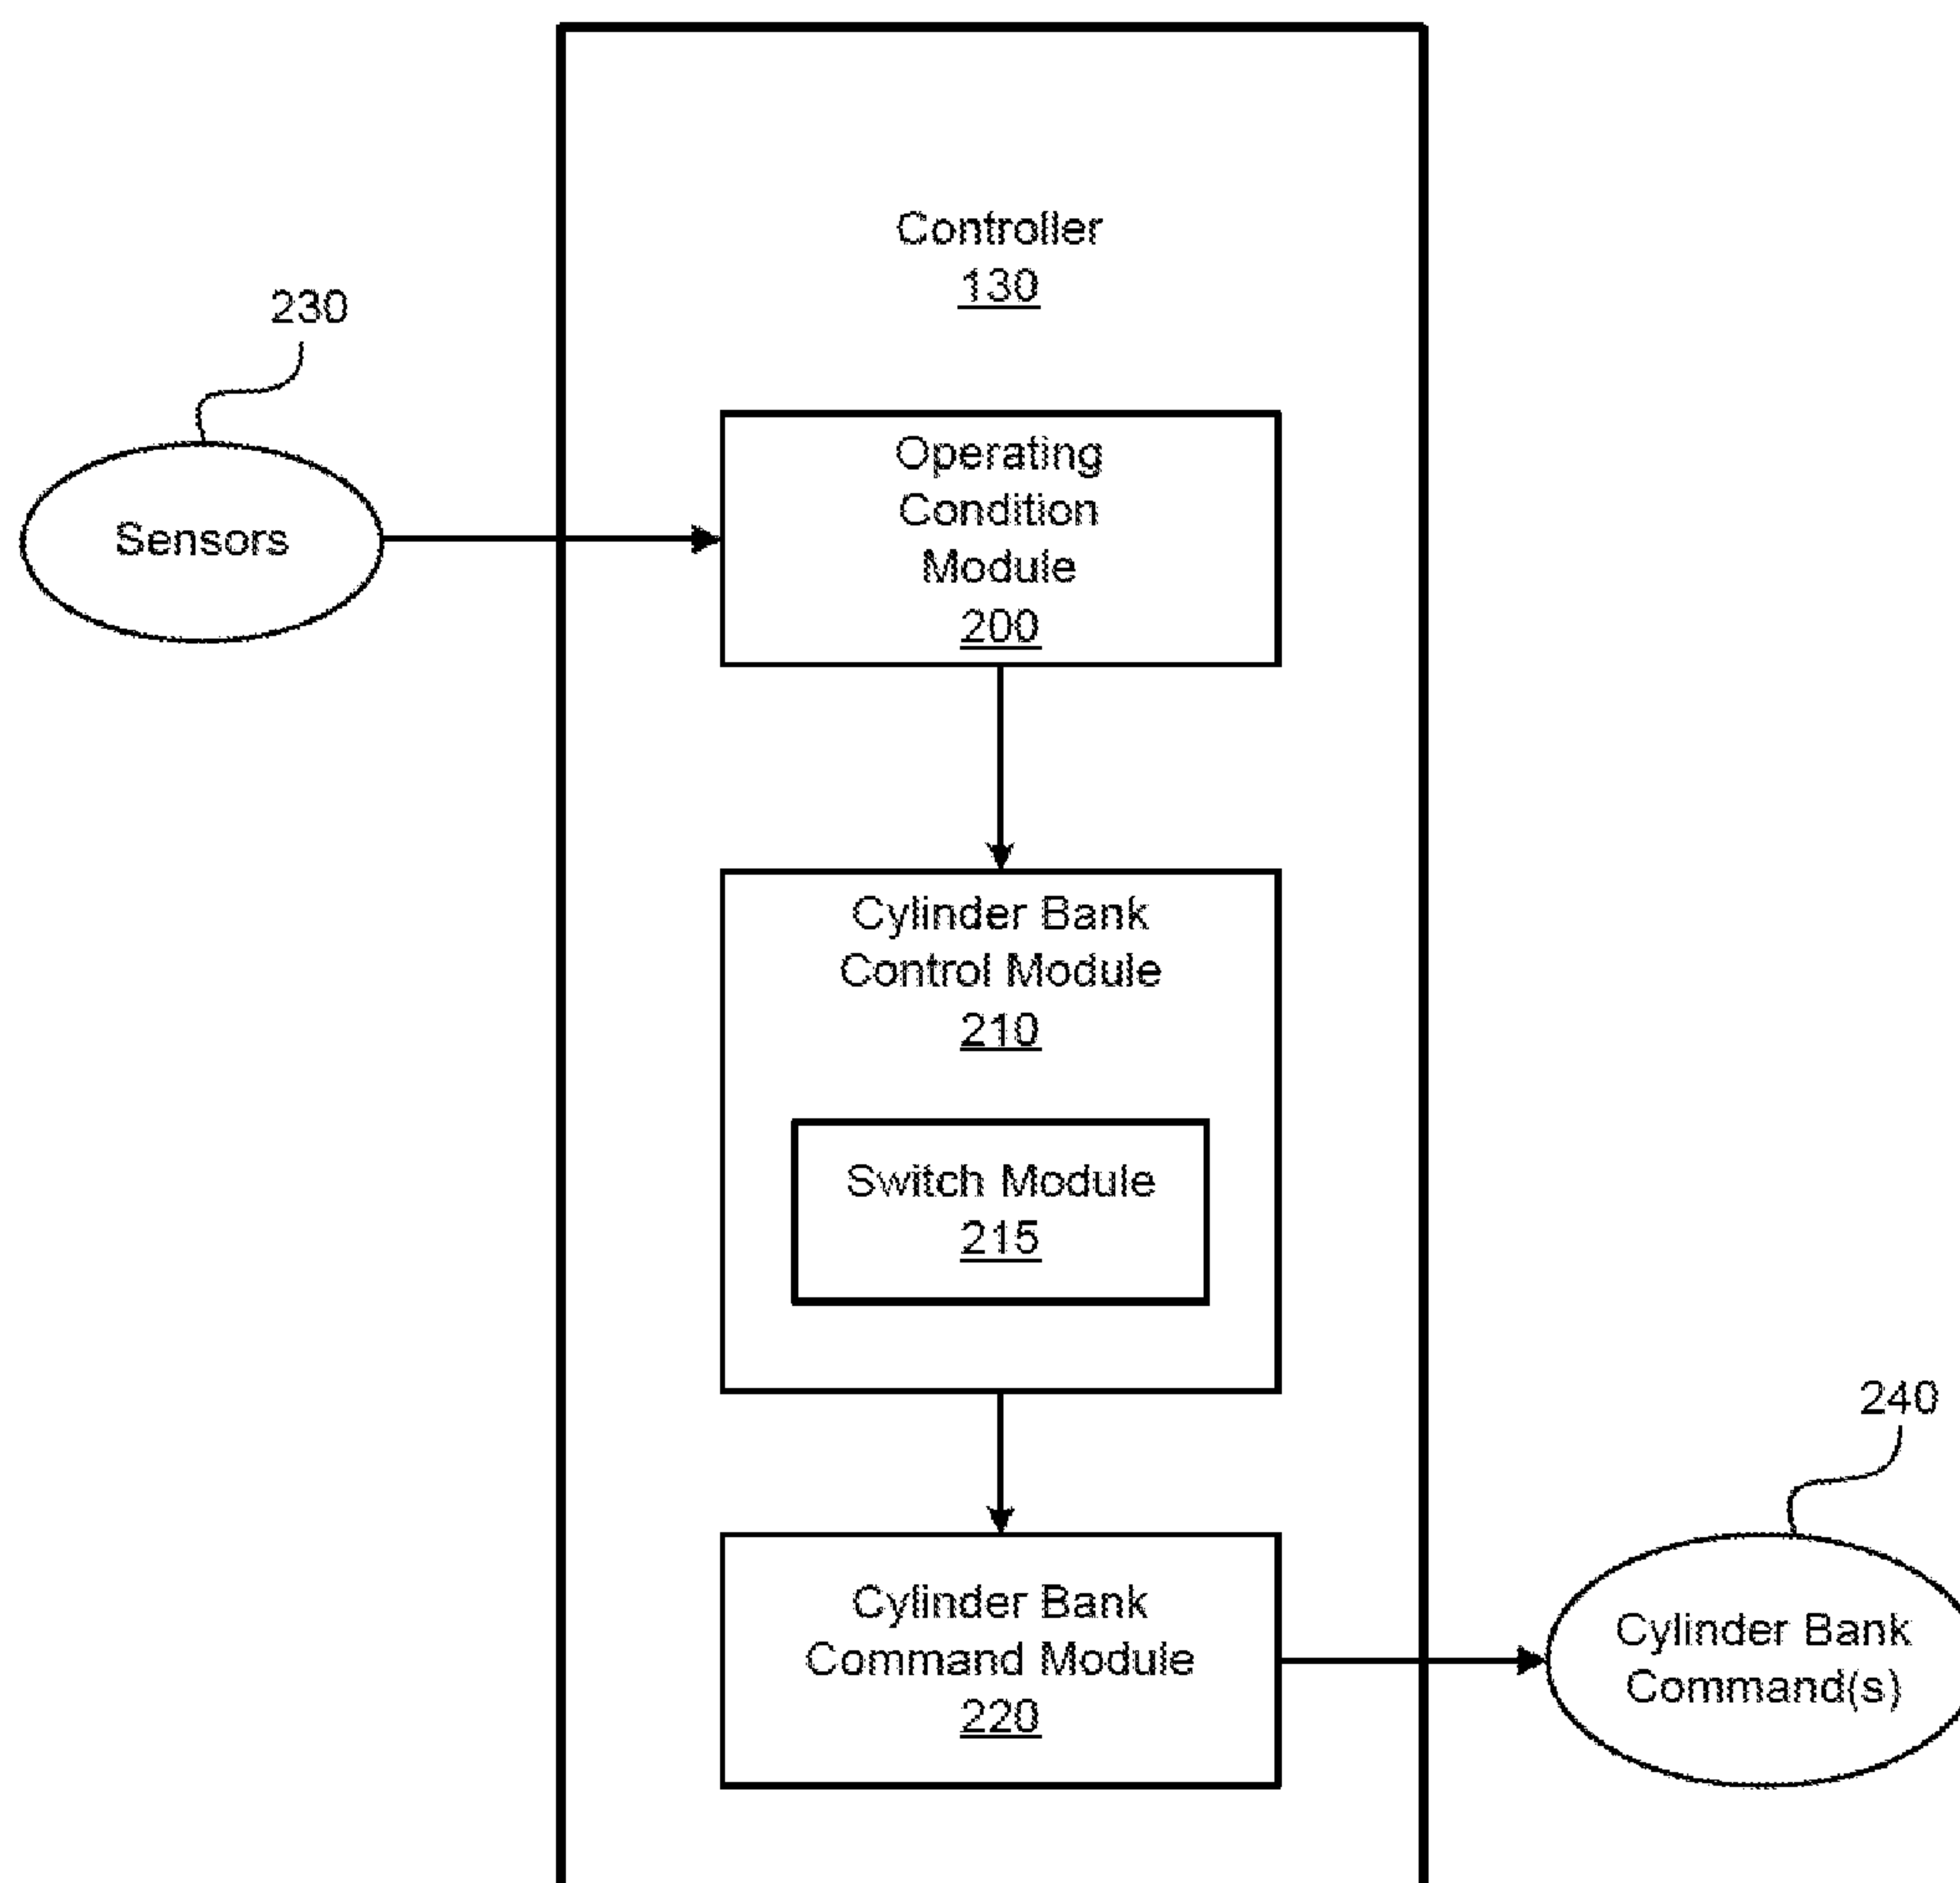 Controller
130
230
Sensors
Operating
Condition
Module
200
Cylinder Bank
Control Module
210
Switch Module
215
240
Cylinder Bank
Command Module
220
Cylinder Bank
Command(s)